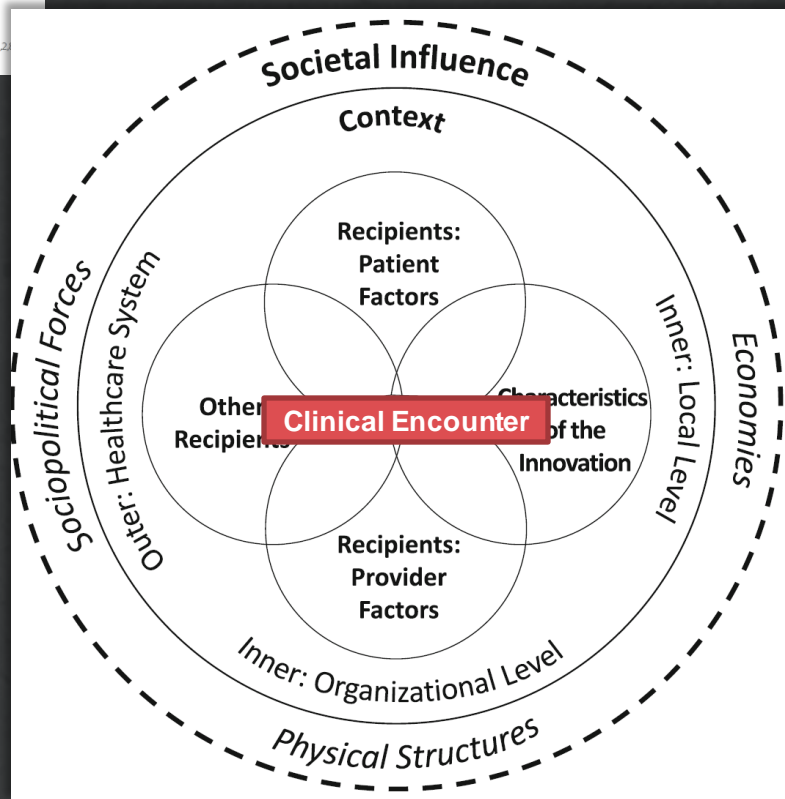 Societal Influence
Context
Recipients:
Patient
Factors
Sociopolitical Forces
Outer: Healthcare System
Inner: Local Level
Economies
Other
Recipients
Clinical Encounter
Characteristics
of the
Innovation
Recipients:
Provider
Factors
Inner: Organizational Level
Physical Structures